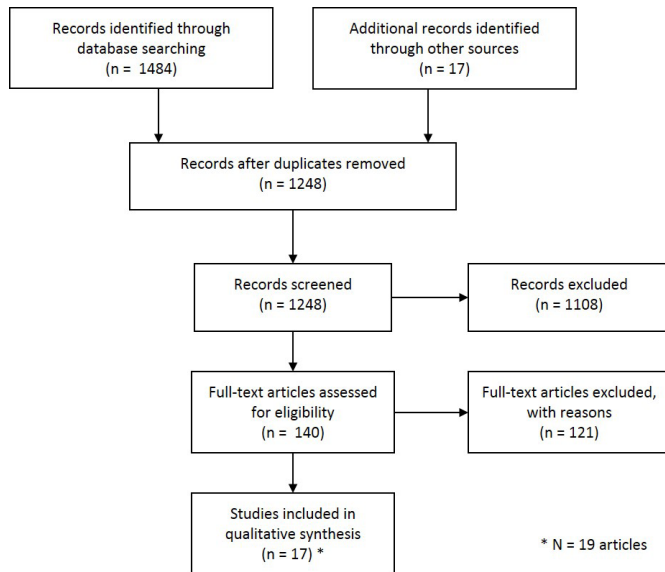 Records identified through
database searching
(n = 1484)
Additional records identified
through other sources
(n = 17)
Records after duplicates removed
(n = 1248)
Records screened
(n = 1248)
Records excluded
(n = 1108)
Full-text articles assessed
for eligibility
(n = 140)
Full-text articles excluded,
with reasons
(n = 121)
Studies included in
qualitative synthesis
(n = 17) *
* N = 19 articles